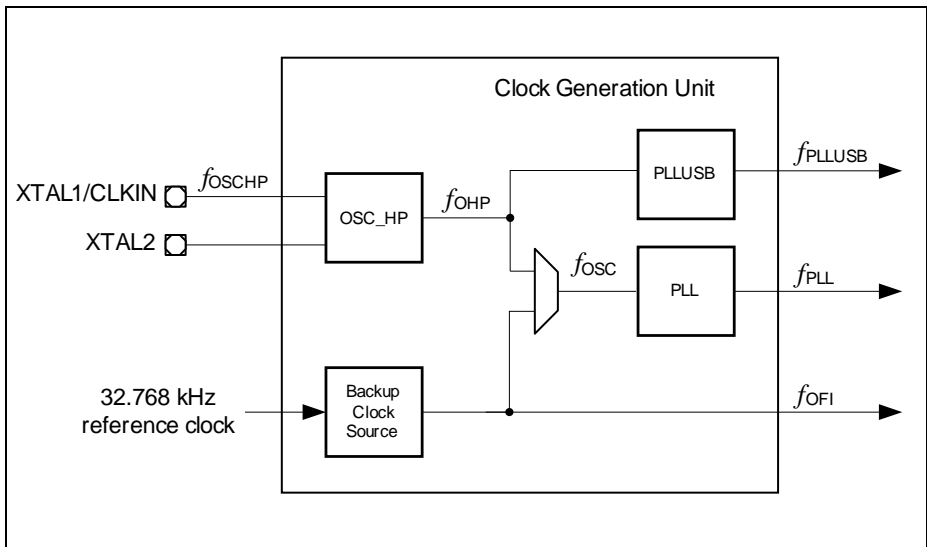 Clock Generation Unit
XTAL1/CLKIN
fOSCHP
XTAL2
OSC_HP
fOHP
PLLUSB
fPLLUSB
fOSC
PLL
fPLL
32.768 kHz
reference clock
Backup
Clock
Source
fOFI